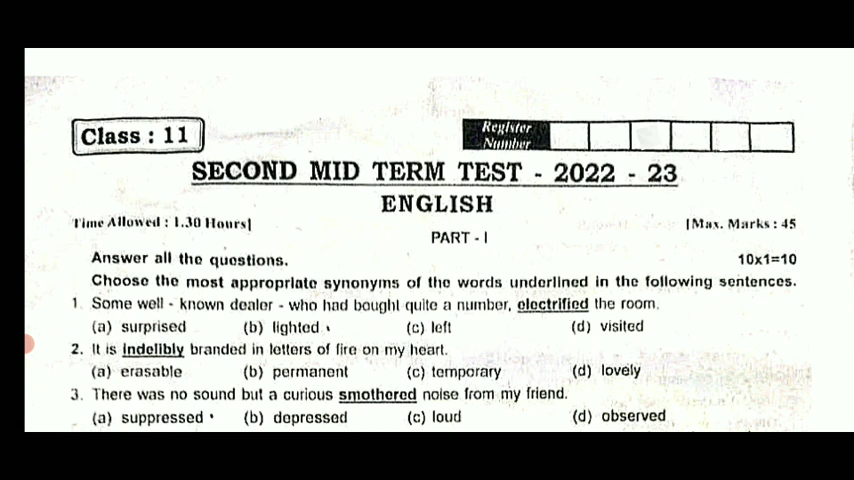 Class : 11
Register Number
SECOND MID TERM TEST - 2022 - 23
ENGLISH
Time Allowed : 1.30 Hours]
[Max. Marks : 45
PART - I
Answer all the questions.
10x1=10
Choose the most appropriate synonyms of the words underlined in the following sentences.
1. Some well - known dealer - who had bought quite a number, electrified the room.
(a) surprised (b) lighted (c) left (d) visited
2. It is indelibly branded in letters of fire on my heart.
(a) erasable (b) permanent (c) temporary (d) lovely
3. There was no sound but a curious smothered noise from my friend.
(a) suppressed (b) depressed (c) loud (d) observed